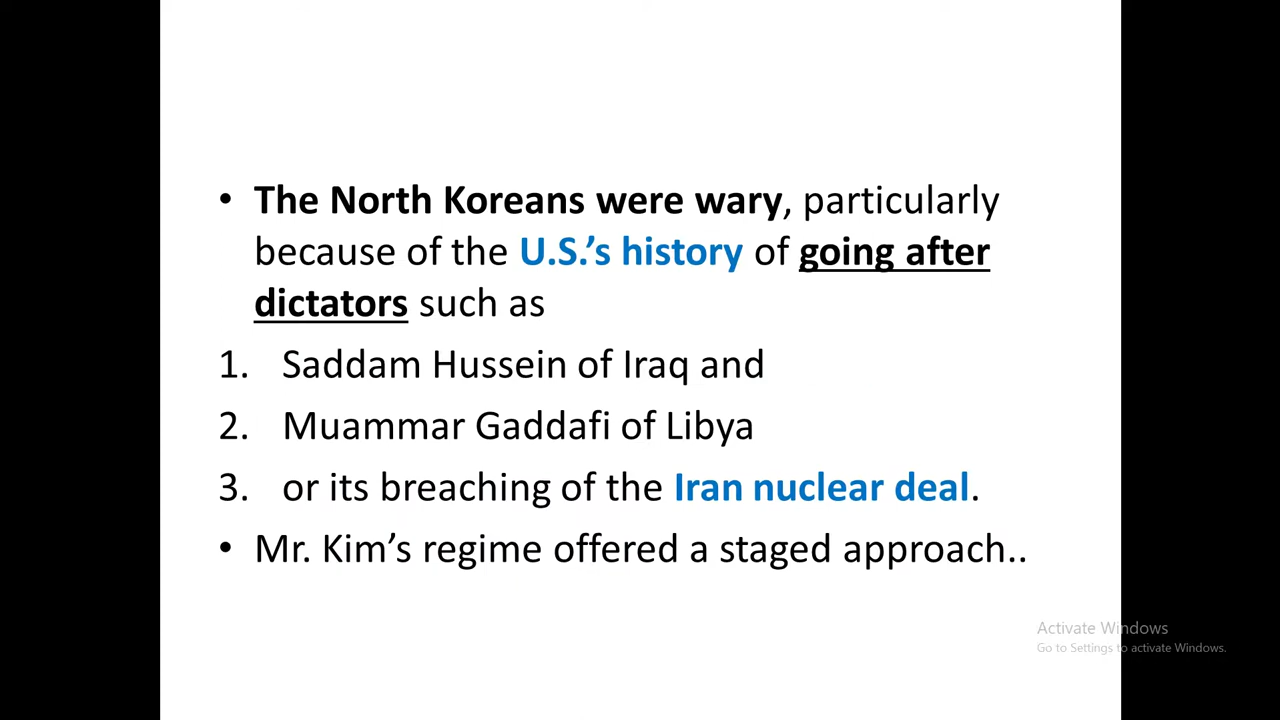 • The North Koreans were wary, particularly
because of the U.S.’s history of going after
dictators such as
1. Saddam Hussein of Iraq and
2. Muammar Gaddafi of Libya
3. or its breaching of the Iran nuclear deal.
• Mr. Kim’s regime offered a staged approach..
Activate Windows
Go to Settings to activate Windows.